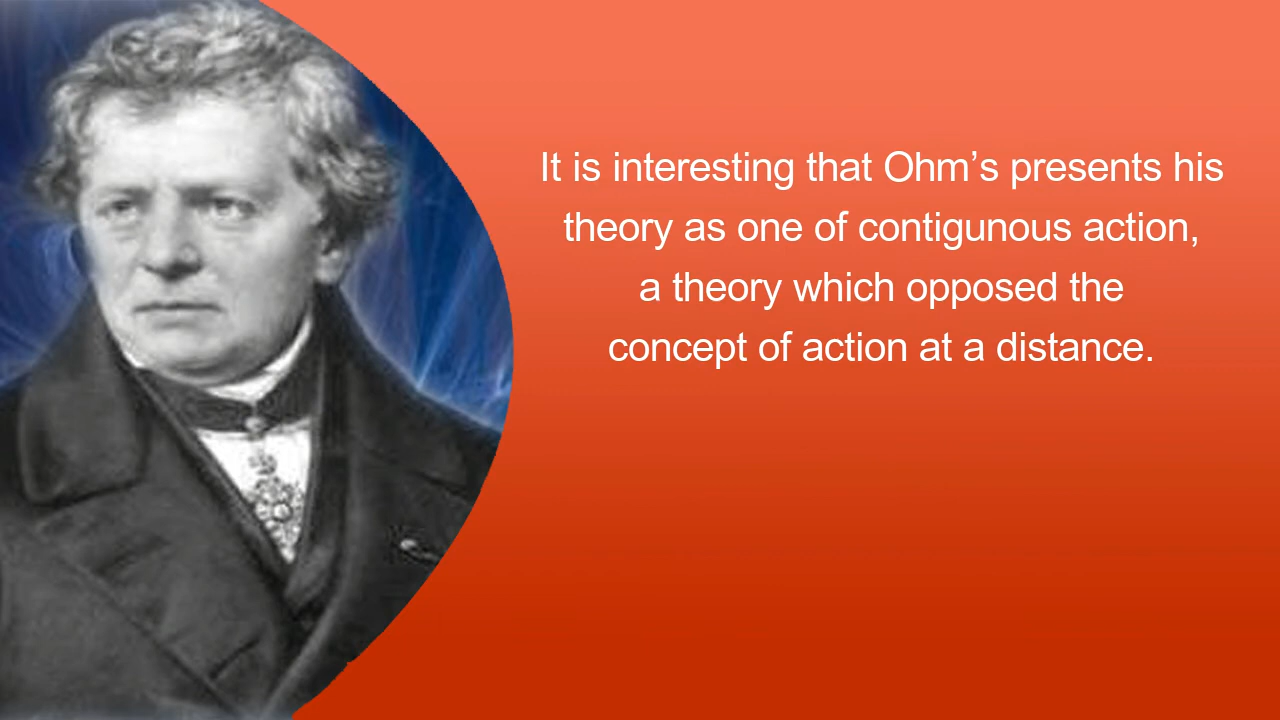 It is interesting that Ohm’s presents his
theory as one of contigunous action,
a theory which opposed the
concept of action at a distance.